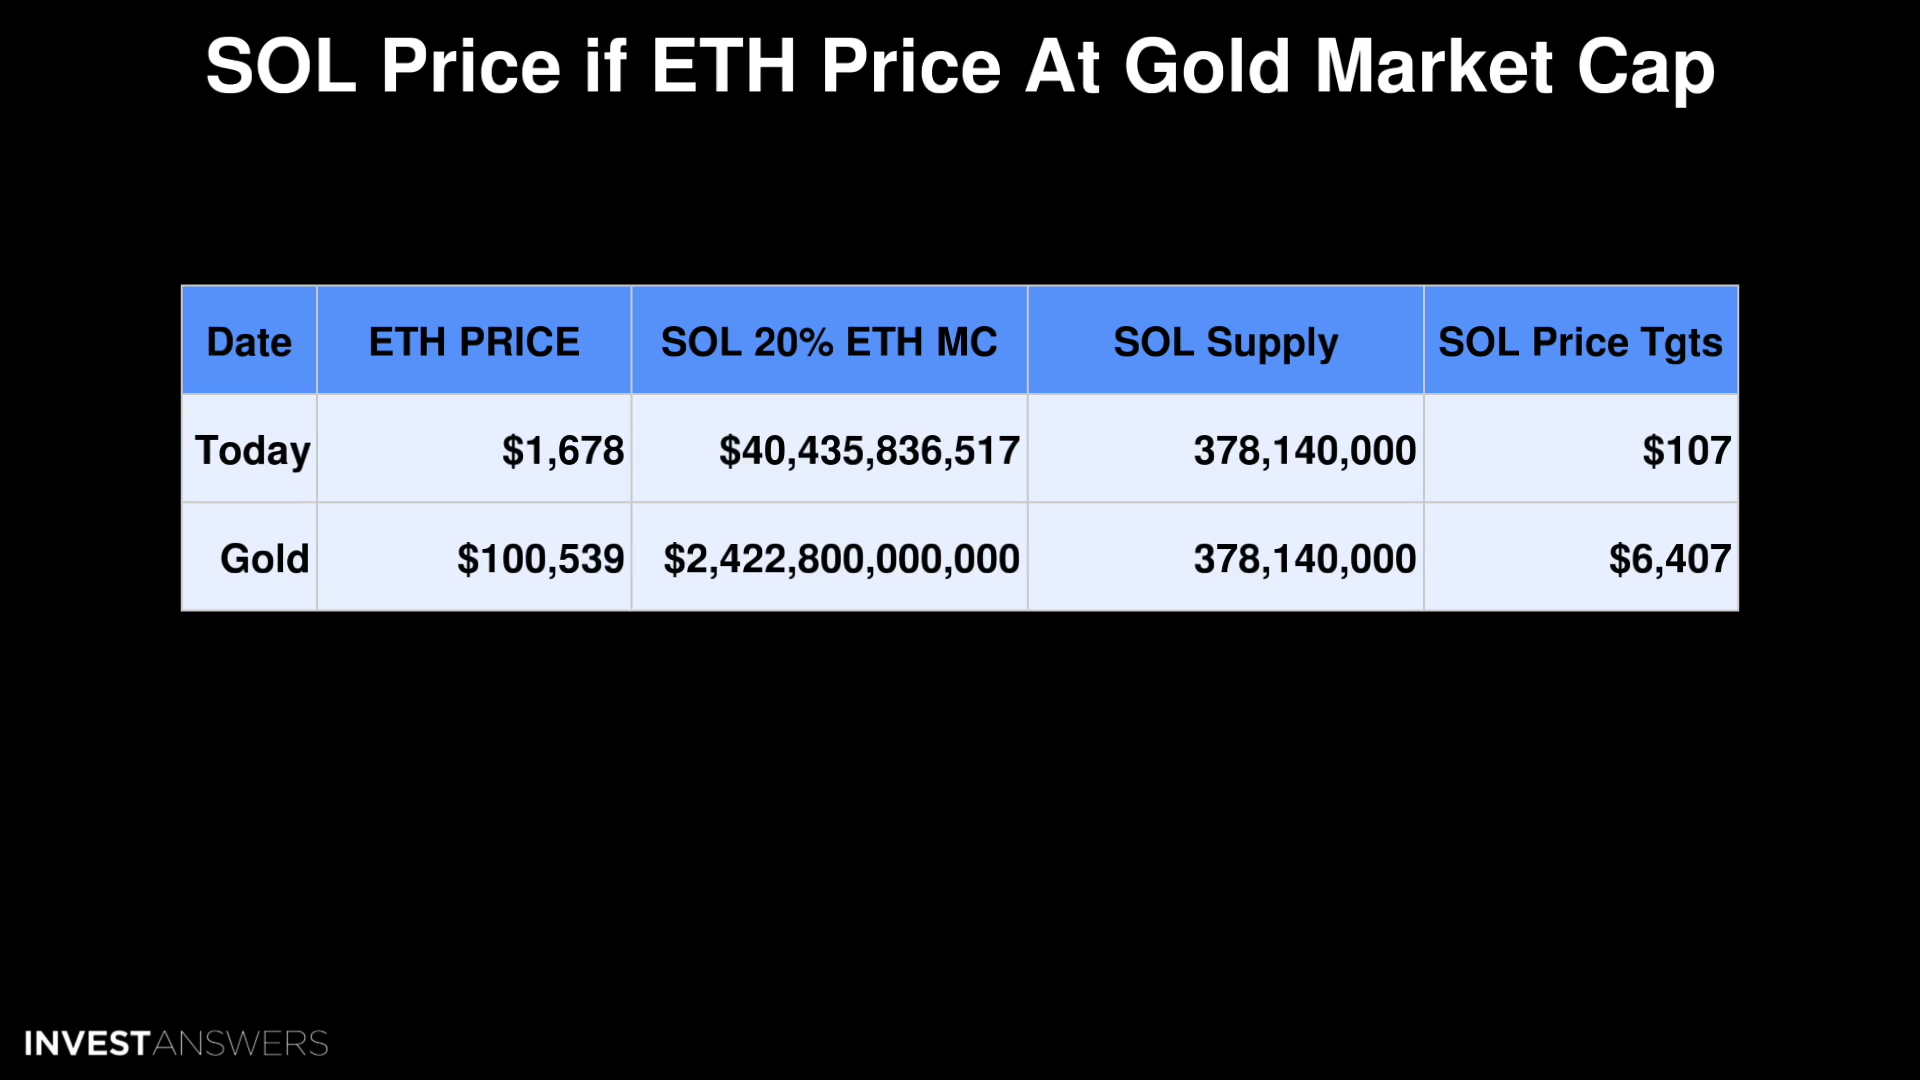 SOL Price if ETH Price At Gold Market Cap
Date ETH PRICE SOL 20% ETH MC SOL Supply SOL Price Tgts
Today $1,678 $40,435,836,517 378,140,000 $107
Gold $100,539 $2,422,800,000,000 378,140,000 $6,407
INVESTANSWERS